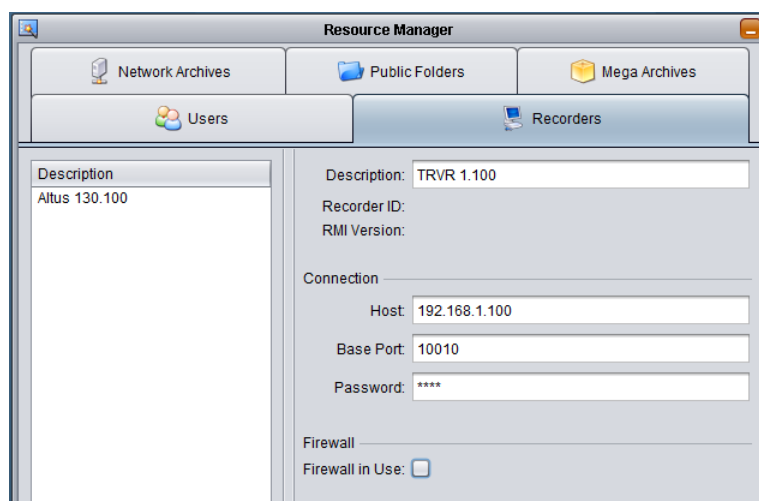 Resource Manager
Network Archives
Public Folders
Mega Archives
Users
Recorders
Description
Altus 130.100
Description: TRVR 1.100
Recorder ID:
RMI Version:
Connection
Host: 192.168.1.100
Base Port: 10010
Password: ****
Firewall
Firewall in Use: